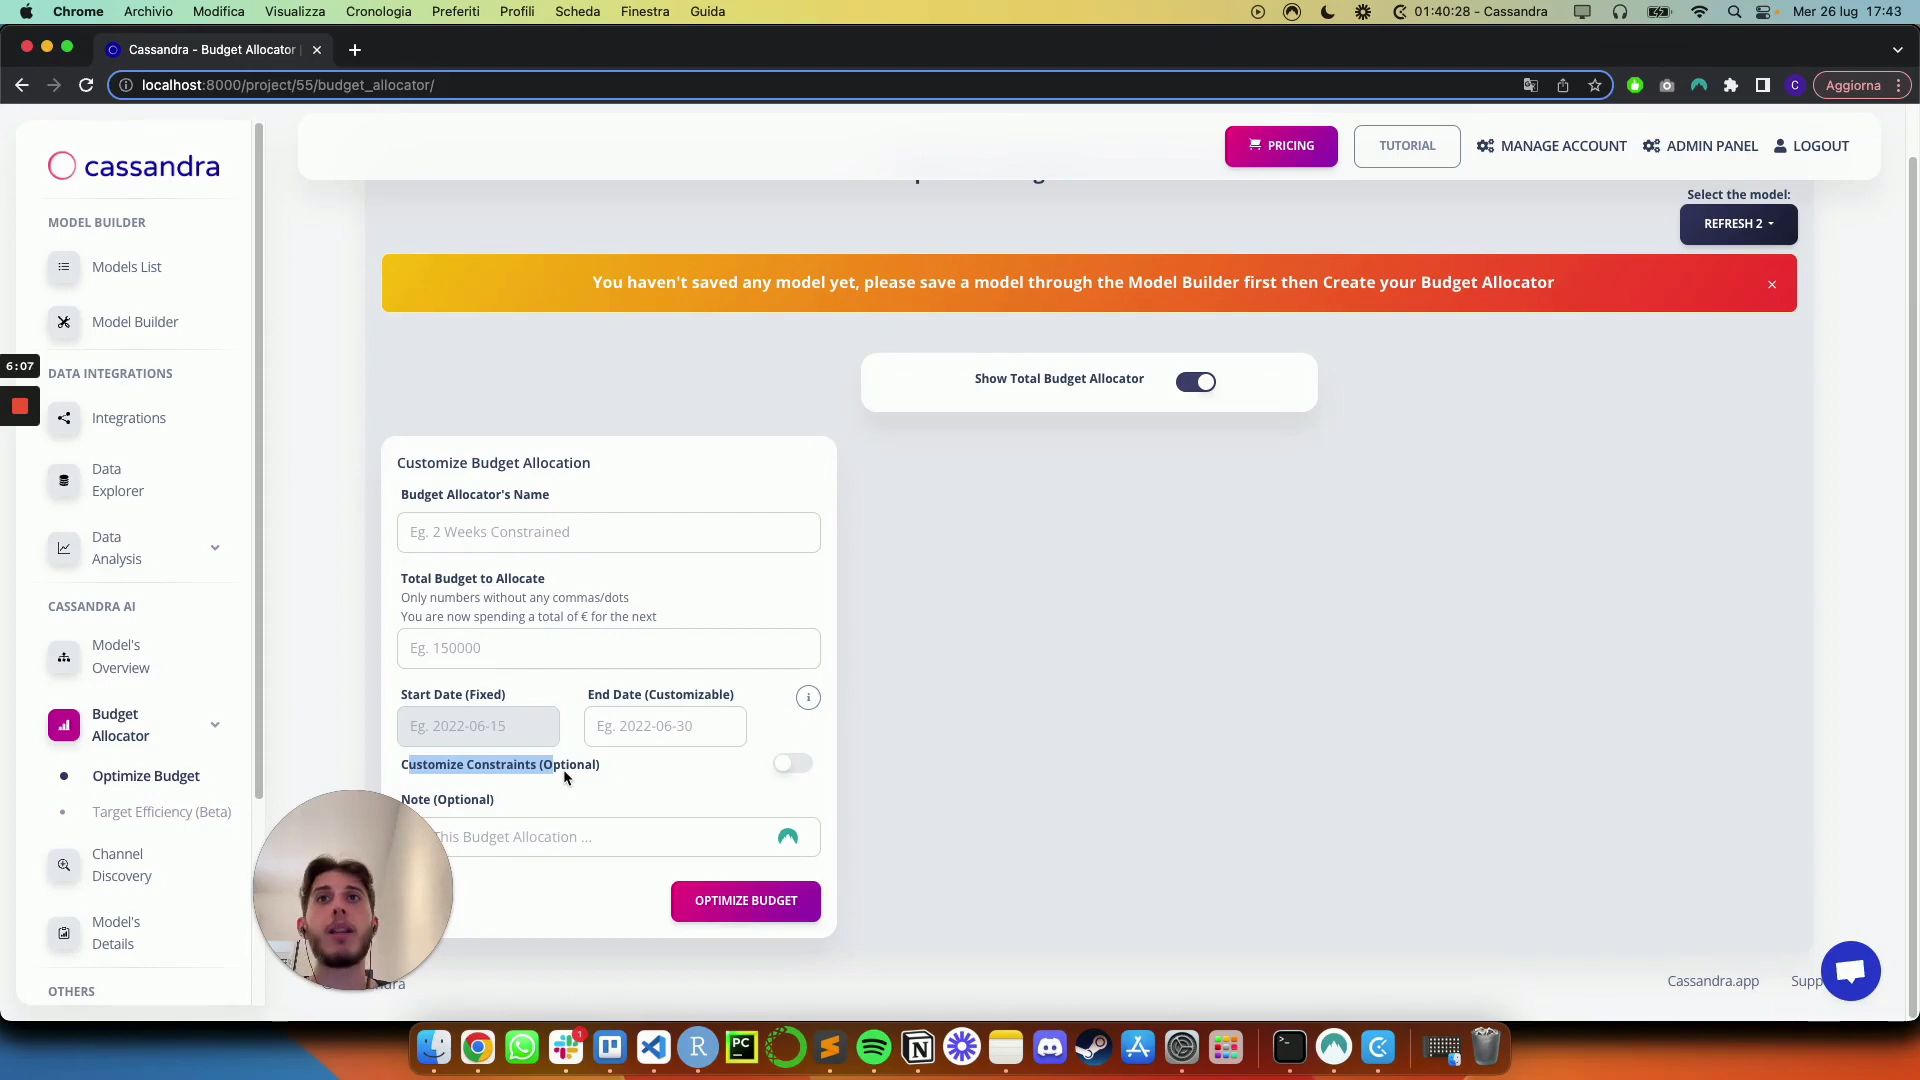 Chrome Archivio Modifica Visualizza Cronologia Preferiti Profili Scheda Finestra Guida
01:40:28 - Cassandra
Mer 26 lug 17:43
Cassandra - Budget Allocator |
localhost:8000/project/55/budget_allocator/
C
Aggiorna
cassandra
PRICING
TUTORIAL
MANAGE ACCOUNT
ADMIN PANEL
LOGOUT
Select the model:
REFRESH 2
You haven't saved any model yet, please save a model through the Model Builder first then Create your Budget Allocator
MODEL BUILDER
Models List
Model Builder
6:07
DATA INTEGRATIONS
Integrations
Data
Explorer
Data
Analysis
CASSANDRA AI
Model's
Overview
Budget
Allocator
Optimize Budget
Target Efficiency (Beta)
Channel
Discovery
Model's
Details
OTHERS
Show Total Budget Allocator
Customize Budget Allocation
Budget Allocator's Name
Eg. 2 Weeks Constrained
Total Budget to Allocate
Only numbers without any commas/dots
You are now spending a total of € for the next
Eg. 150000
Start Date (Fixed)
End Date (Customizable)
i
Eg. 2022-06-15
Eg. 2022-06-30
Customize Constraints (Optional)
Note (Optional)
This Budget Allocation ...
OPTIMIZE BUDGET
Cassandra.app
1
R
PC